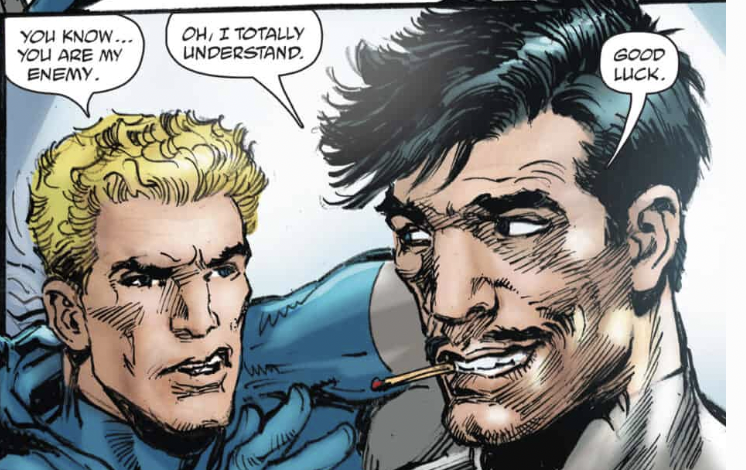 YOU KNOW...
YOU ARE MY
ENEMY.
OH, I TOTALLY
UNDERSTAND.
GOOD
LUCK.